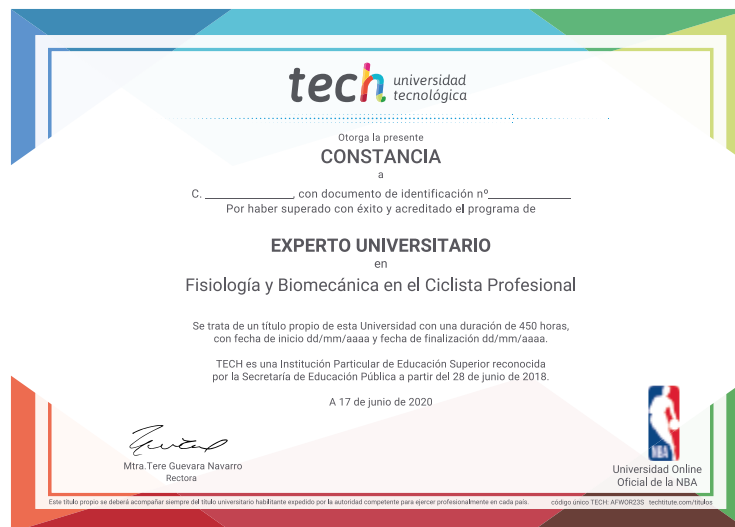 tech universidad
tecnológica
Otorga la presente
CONSTANCIA
a
C. ______________, con documento de identificación nº______________
Por haber superado con éxito y acreditado el programa de
EXPERTO UNIVERSITARIO
en
Fisiología y Biomecánica en el Ciclista Profesional
Se trata de un título propio de esta Universidad con una duración de 450 horas,
con fecha de inicio dd/mm/aaaa y fecha de finalización dd/mm/aaaa.
TECH es una Institución Particular de Educación Superior reconocida
por la Secretaría de Educación Pública a partir del 28 de junio de 2018.
A 17 de junio de 2020
Mtra.Tere Guevara Navarro
Rectora
NBA
Universidad Online
Oficial de la NBA
Este título propio se deberá acompañar siempre del título universitario habilitante expedido por la autoridad competente para ejercer profesionalmente en cada país. código único TECH: AFWOR23S techtitute.com/títulos